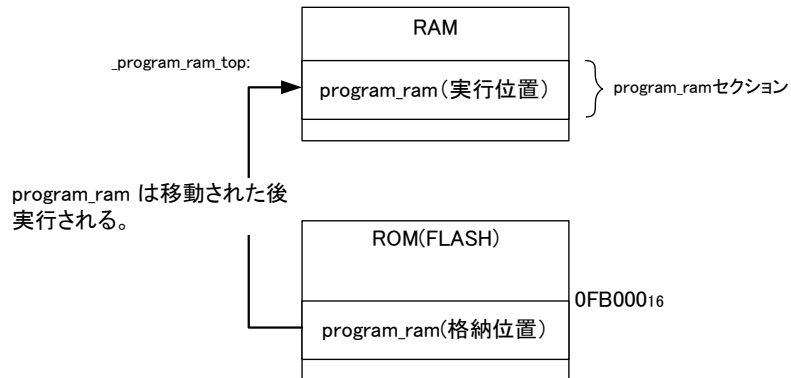 RAM
_program_ram_top:
program_ram(実行位置)
program_ramセクション
program_ram は移動された後
実行される。
ROM(FLASH)
0FB00016
program_ram(格納位置)